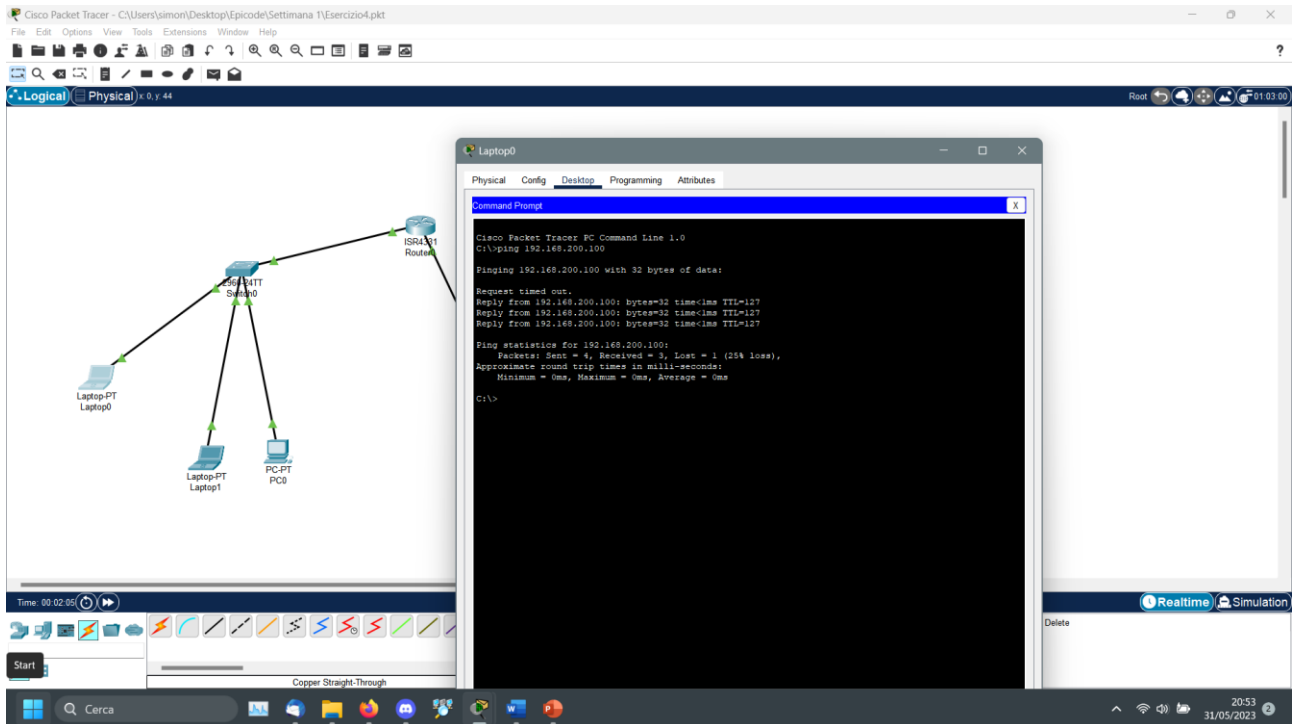 Cisco Packet Tracer - C:\Users\simon\Desktop\Epicode\Settimana 1\Esercizio4.pkt
File Edit Options View Tools Extensions Window Help
?
Logical Physical x: 0, y: 44
Root 01:03:00
Laptop0
Physical Config Desktop Programming Attributes
Command Prompt X
Cisco Packet Tracer PC Command Line 1.0
C:\>ping 192.168.200.100
Pinging 192.168.200.100 with 32 bytes of data:
Request timed out.
Reply from 192.168.200.100: bytes=32 time<1ms TTL=127
Reply from 192.168.200.100: bytes=32 time<1ms TTL=127
Reply from 192.168.200.100: bytes=32 time<1ms TTL=127
Ping statistics for 192.168.200.100:
Packets: Sent = 4, Received = 3, Lost = 1 (25% loss),
Approximate round trip times in milli-seconds:
Minimum = 0ms, Maximum = 0ms, Average = 0ms
C:\>
ISR4331
Router0
2960-24TT
Switch0
Laptop-PT
Laptop0
Laptop-PT
Laptop1
PC-PT
PC0
Time: 00:02:05
Realtime Simulation
Delete
Start
Copper Straight-Through
Cerca
20:53
31/05/2023
2